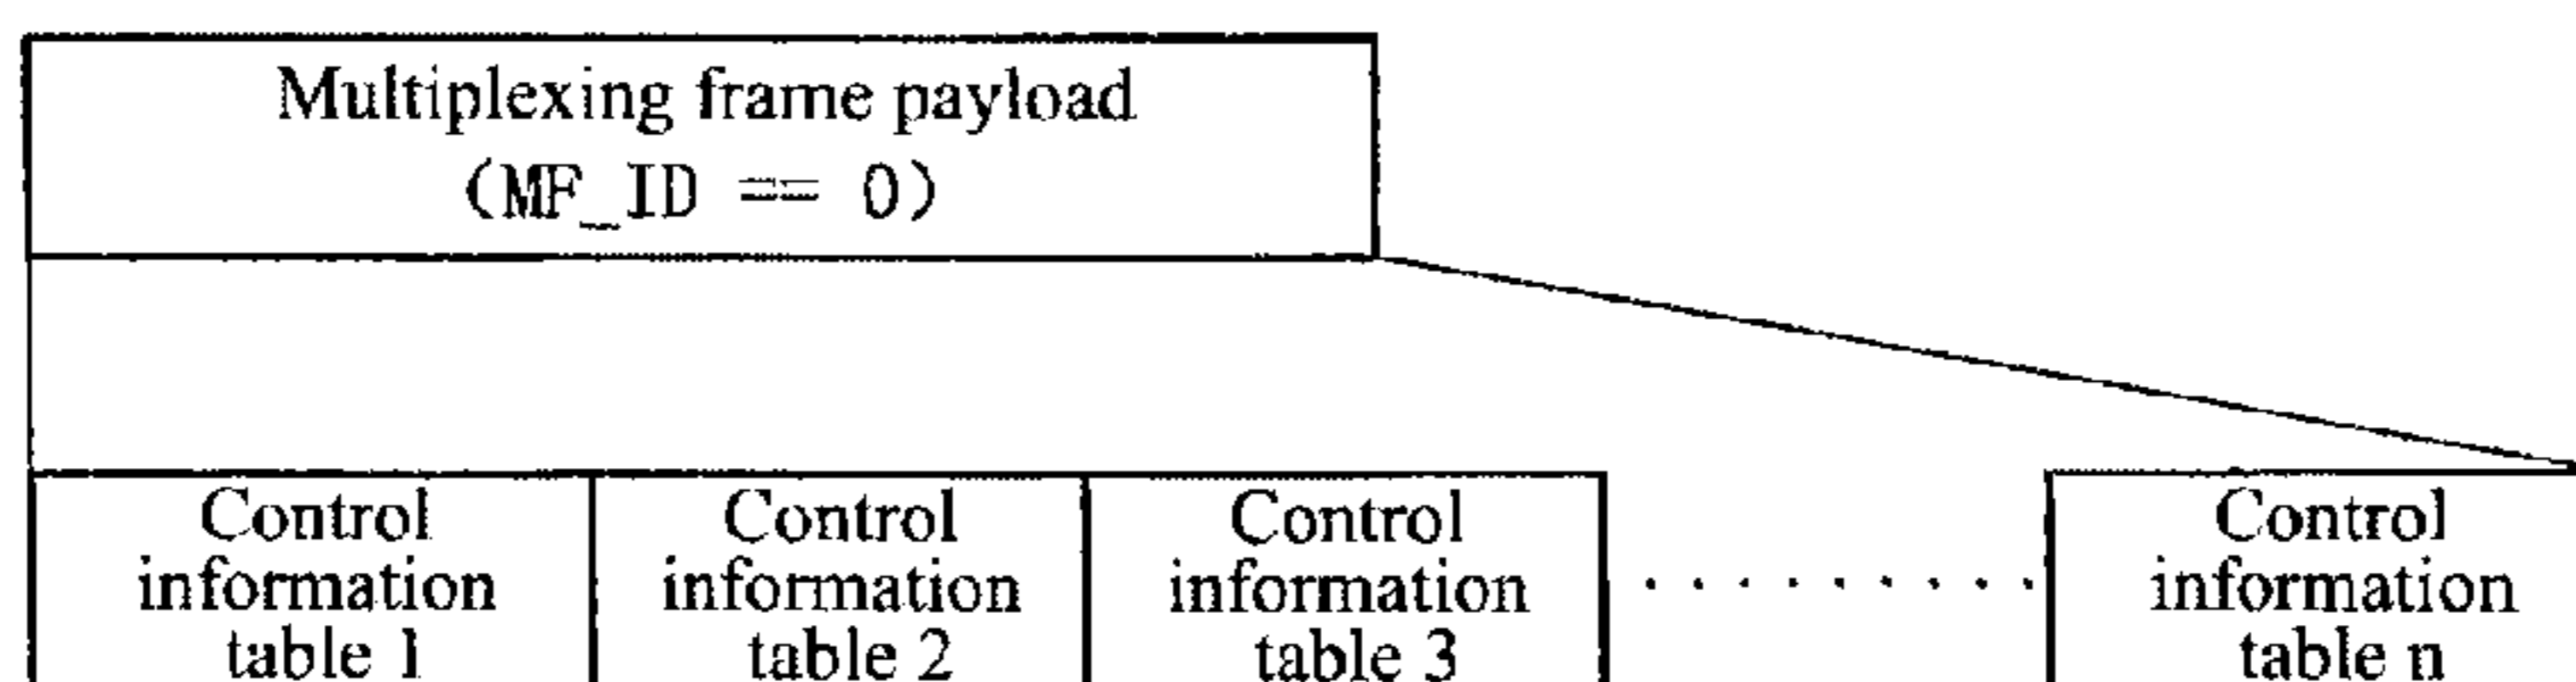 Multiplexing frame payload
(MF_ID == 0)
Control
information
table 1
Control
information
table 2
Control
information
table 3
.........
Control
information
table n